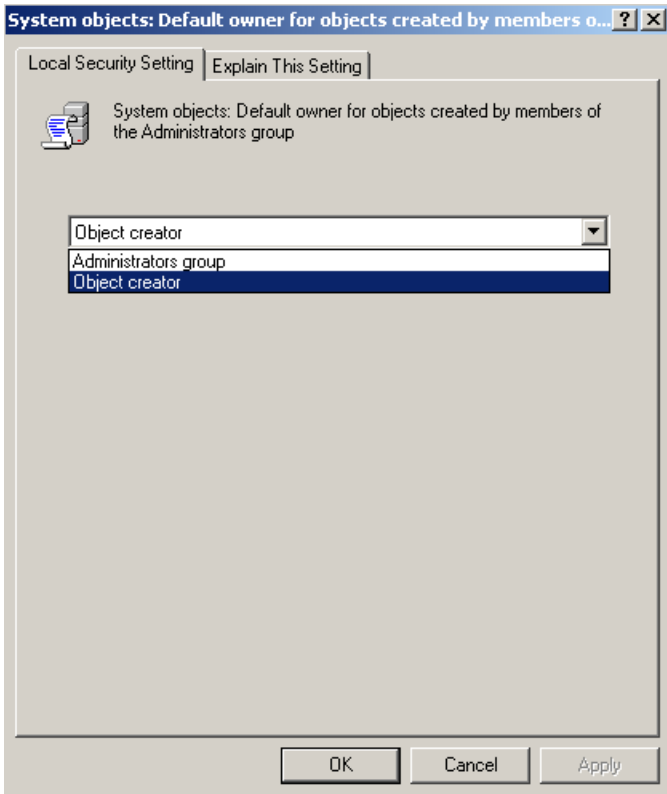 System objects: Default owner for objects created by members o...
Local Security Setting
Explain This Setting
System objects: Default owner for objects created by members of
the Administrators group
Object creator
Administrators group
Object creator
OK
Cancel
Apply